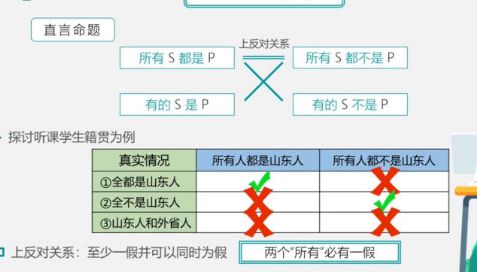 直言命题
上反对关系
所有 S 都是 P
所有 S 都不是 P
有的 S 是 P
有的 S 不是 P
探讨听课学生籍贯为例
真实情况 所有人都是山东人 所有人都不是山东人
①全都是山东人
②全不是山东人
③山东人和外省人
上反对关系：至少一假并可以同时为假 两个“所有”必有一假